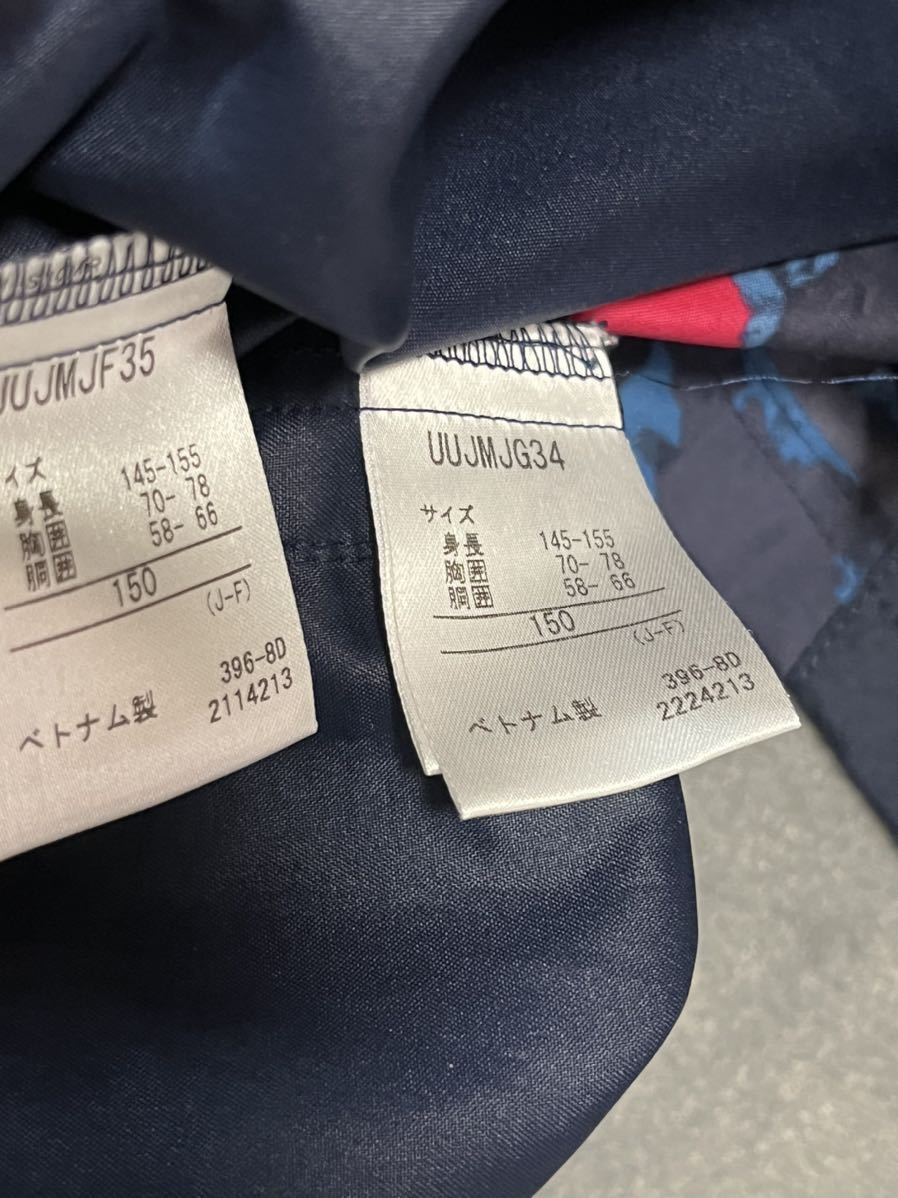 UUJMJF35
イズ
身長 145-155
胸囲 70- 78
胴囲 58- 66
150
(J-F)
396-8D
ベトナム製 2114213
UUJMJG34
サイズ
身長 145-155
胸囲 70- 78
胴囲 58- 66
150
(J-F)
396-8D
ベトナム製 2224213